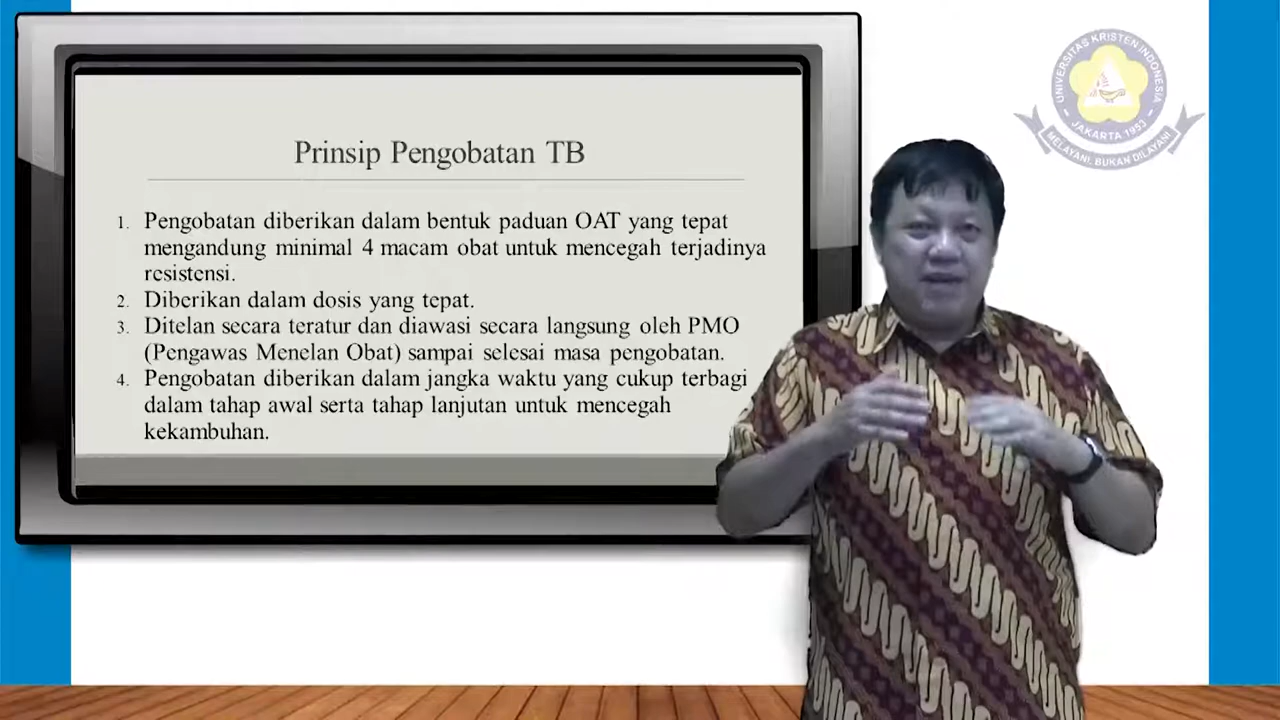 UNIVERSITAS KRISTEN INDONESIA
JAKARTA 1953
MELAYANI, BUKAN DILAYANI
Prinsip Pengobatan TB
1. Pengobatan diberikan dalam bentuk paduan OAT yang tepat
mengandung minimal 4 macam obat untuk mencegah terjadinya
resistensi.
2. Diberikan dalam dosis yang tepat.
3. Ditelan secara teratur dan diawasi secara langsung oleh PMO
(Pengawas Menelan Obat) sampai selesai masa pengobatan.
4. Pengobatan diberikan dalam jangka waktu yang cukup terbagi
dalam tahap awal serta tahap lanjutan untuk mencegah
kekambuhan.